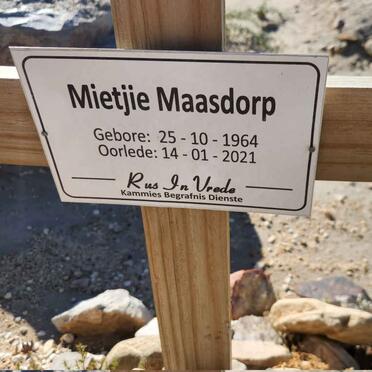 Mietjie Maasdorp
Gebore: 25 - 10 - 1964
Oorlede: 14 - 01 - 2021
Rus In Vrede
Kammies Begrafnis Dienste